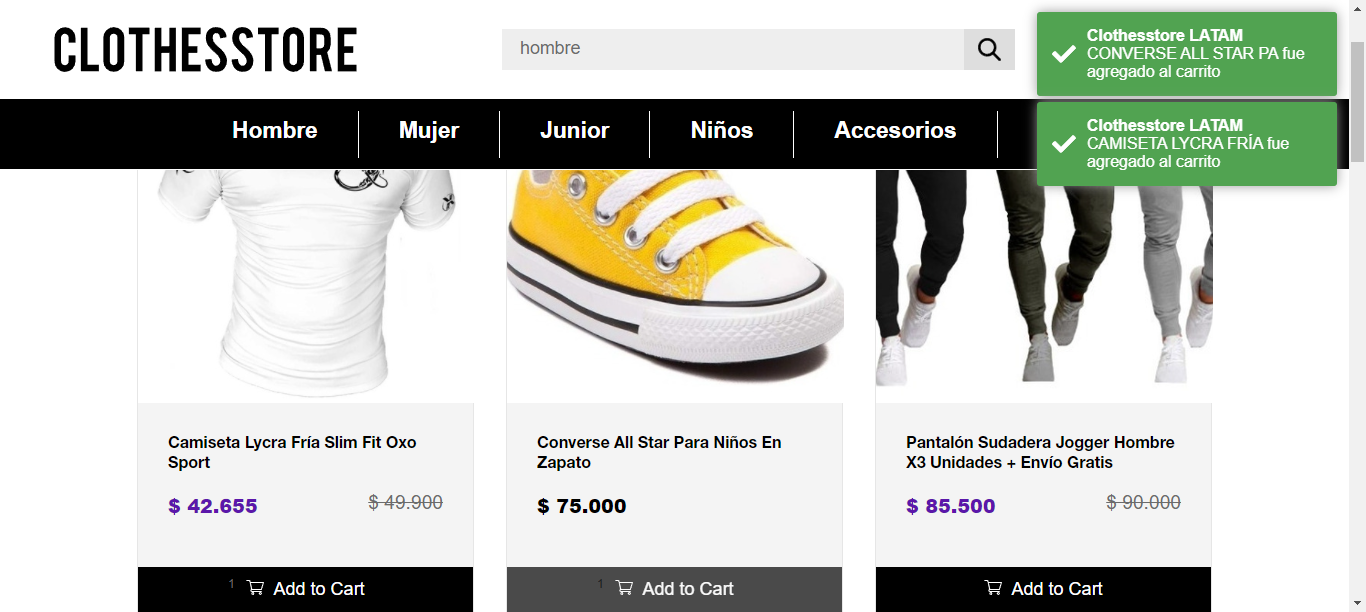 CLOTHESSTORE
hombre
Clothesstore LATAM
CONVERSE ALL STAR PA fue
agregado al carrito
Hombre
Mujer
Junior
Niños
Accesorios
Clothesstore LATAM
CAMISETA LYCRA FRÍA fue
agregado al carrito
Camiseta Lycra Fría Slim Fit Oxo
Sport
$ 42.655
$ 49.900
1
Add to Cart
Converse All Star Para Niños En
Zapato
$ 75.000
1
Add to Cart
Pantalón Sudadera Jogger Hombre
X3 Unidades + Envío Gratis
$ 85.500
$ 90.000
Add to Cart